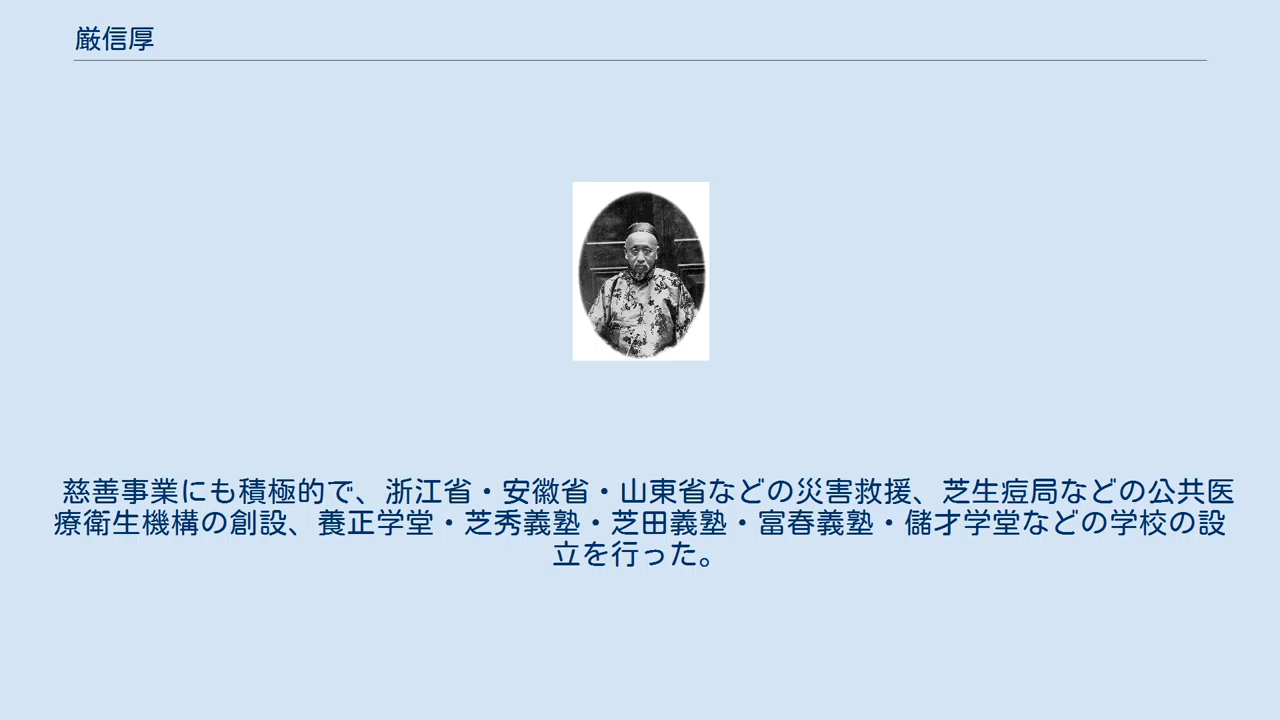 厳信厚
慈善事業にも積極的で、浙江省・安徽省・山東省などの災害救援、芝生痘局などの公共医
療衛生機構の創設、養正学堂・芝秀義塾・芝田義塾・富春義塾・儲才学堂などの学校の設
立を行った。